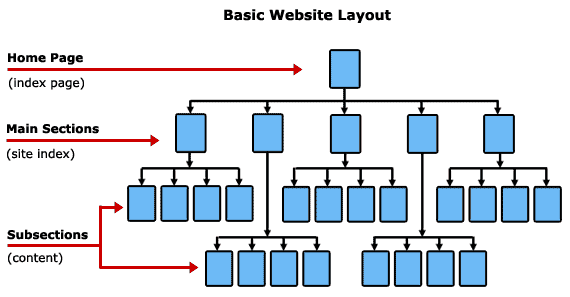 Basic Website Layout
Home Page
(index page)
Main Sections
(site index)
Subsections
(content)